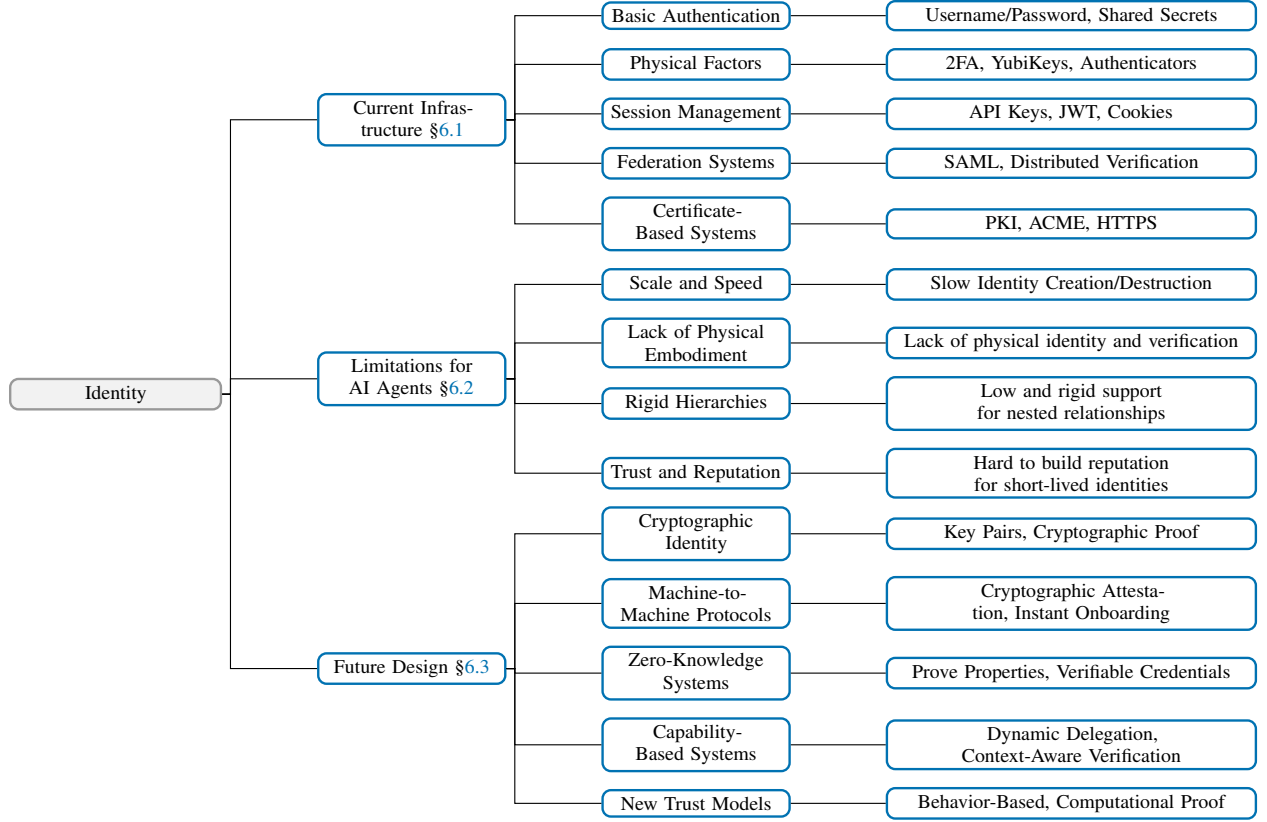 Identity
Current Infras-
tructure §6.1
Basic Authentication
Username/Password, Shared Secrets
Physical Factors
2FA, YubiKeys, Authenticators
Session Management
API Keys, JWT, Cookies
Federation Systems
SAML, Distributed Verification
Certificate-
Based Systems
PKI, ACME, HTTPS
Limitations for
AI Agents §6.2
Scale and Speed
Slow Identity Creation/Destruction
Lack of Physical
Embodiment
Lack of physical identity and verification
Rigid Hierarchies
Low and rigid support
for nested relationships
Trust and Reputation
Hard to build reputation
for short-lived identities
Future Design §6.3
Cryptographic
Identity
Key Pairs, Cryptographic Proof
Machine-to-
Machine Protocols
Cryptographic Attesta-
tion, Instant Onboarding
Zero-Knowledge
Systems
Prove Properties, Verifiable Credentials
Capability-
Based Systems
Dynamic Delegation,
Context-Aware Verification
New Trust Models
Behavior-Based, Computational Proof